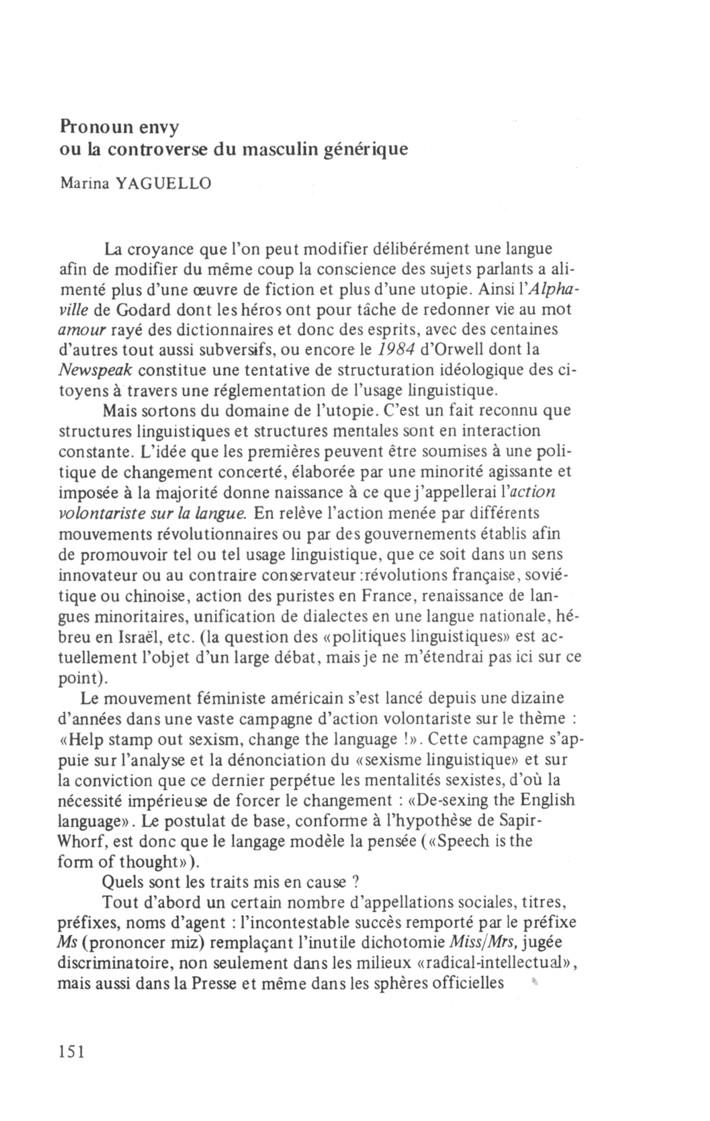 Pronoun envy
ou la controverse du masculin générique
Marina YAGUELLO
La croyance que l'on peut modifier délibérément une langue
afin de modifier du même coup la conscience des sujets parlants a ali-
menté plus d'une œuvre de fiction et plus d'une utopie. Ainsi l'Alpha-
ville de Godard dont les héros ont pour tâche de redonner vie au mot
amour rayé des dictionnaires et donc des esprits, avec des centaines
d'autres tout aussi subversifs, ou encore le 1984 d'Orwell dont la
Newspeak constitue une tentative de structuration idéologique des ci-
toyens à travers une réglementation de l'usage linguistique.
Mais sortons du domaine de l'utopie. C'est un fait reconnu que
structures linguistiques et structures mentales sont en interaction
constante. L'idée que les premières peuvent être soumises à une poli-
tique de changement concerté, élaborée par une minorité agissante et
imposée à la majorité donne naissance à ce que j'appellerai l'action
volontariste sur la langue. En relève l'action menée par différents
mouvements révolutionnaires ou par des gouvernements établis afin
de promouvoir tel ou tel usage linguistique, que ce soit dans un sens
innovateur ou au contraire conservateur :révolutions française, sovié-
tique ou chinoise, action des puristes en France, renaissance de lan-
gues minoritaires, unification de dialectes en une langue nationale, hé-
breu en Israël, etc. (la question des «politiques linguistiques» est ac-
tuellement l'objet d'un large débat, mais je ne m'étendrai pas ici sur ce
point).
Le mouvement féministe américain s'est lancé depuis une dizaine
d'années dans une vaste campagne d'action volontariste sur le thème :
«Help stamp out sexism, change the language !». Cette campagne s'ap-
puie sur l'analyse et la dénonciation du «sexisme linguistique» et sur
la conviction que ce dernier perpétue les mentalités sexistes, d'où la
nécessité impérieuse de forcer le changement : «De-sexing the English
language». Le postulat de base, conforme à l'hypothèse de Sapir-
Whorf, est donc que le langage modèle la pensée («Speech is the
form of thought»).
Quels sont les traits mis en cause ?
Tout d'abord un certain nombre d'appellations sociales, titres,
préfixes, noms d'agent : l'incontestable succès remporté par le préfixe
Ms (prononcer miz) remplaçant l'inutile dichotomie Miss/Mrs, jugée
discriminatoire, non seulement dans les milieux «radical-intellectual»,
mais aussi dans la Presse et même dans les sphères officielles
151